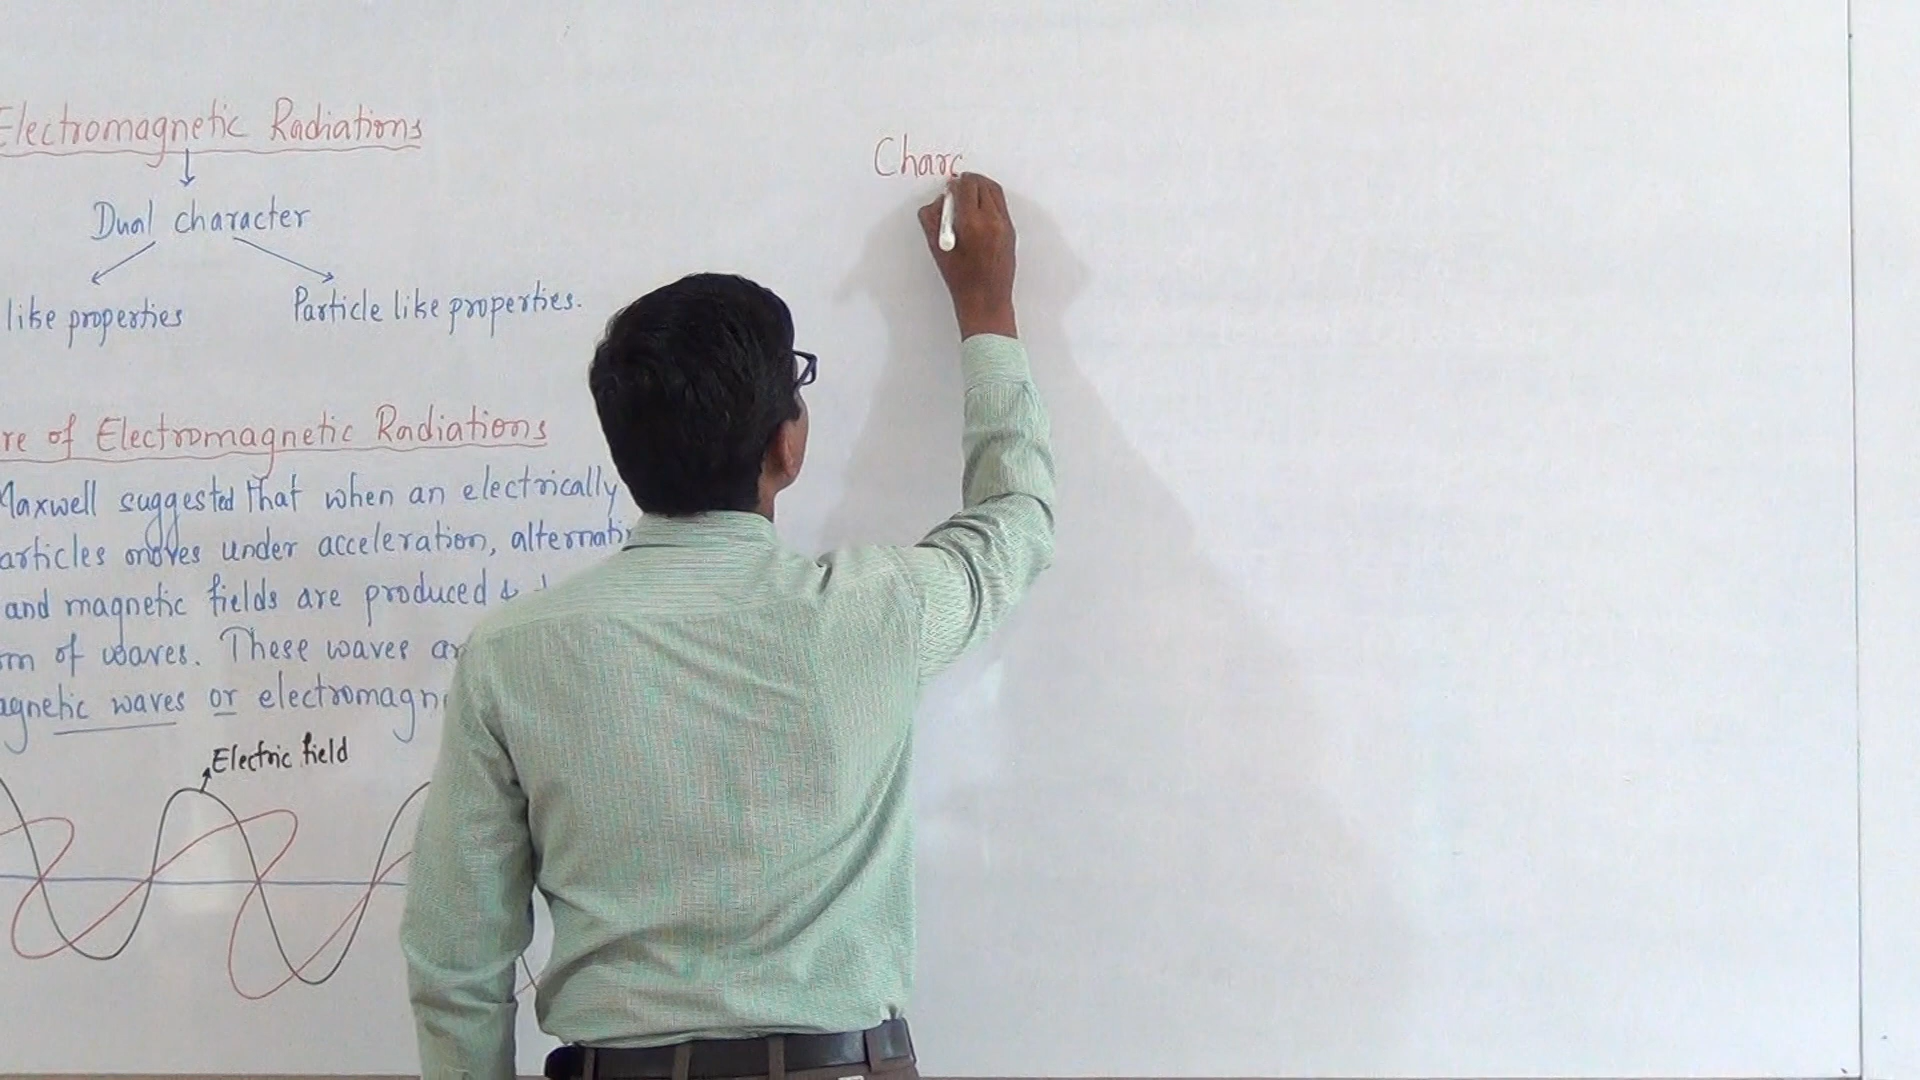 Electromagnetic Radiations
Dual character
like properties
Particle like properties.
re of Electromagnetic Radiations
Maxwell suggested that when an electrically
articles moves under acceleration, alternati
and magnetic fields are produced &
m of waves. These waves ar
agnetic waves or electromagn
Electric field
Charc